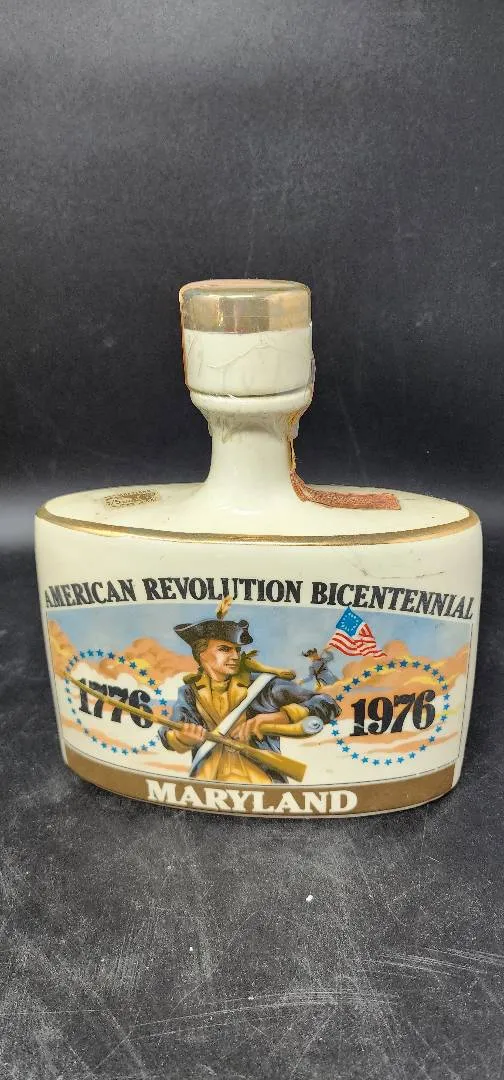 AMERICAN REVOLUTION BICENTENNIAL
1776
1976
MARYLAND